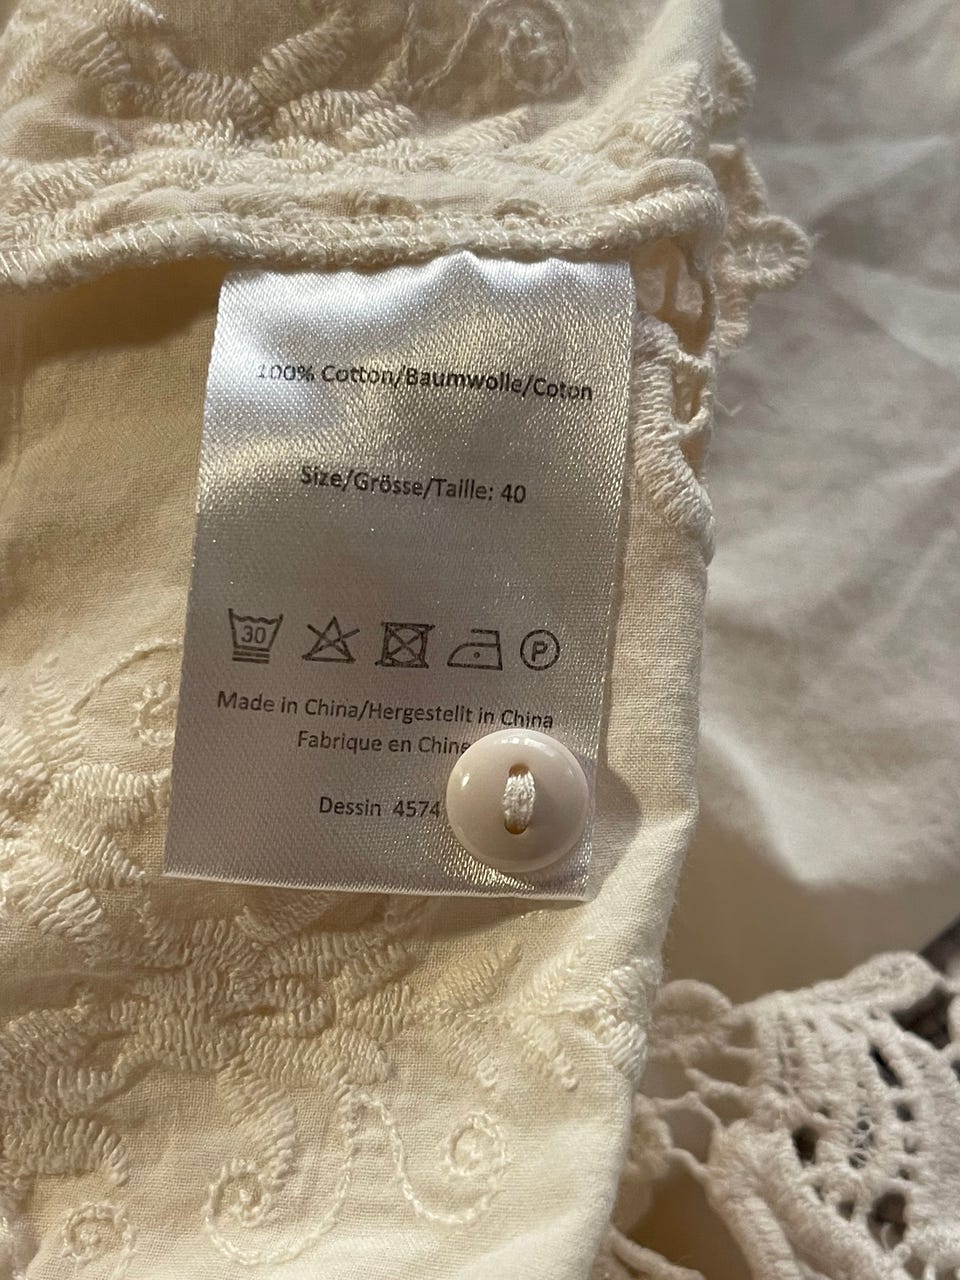 100% Cotton/Baumwolle/Coton
Size/Grösse/Taille: 40
30 P
Made in China/Hergestellt in China
Fabrique en Chine
Dessin 4574